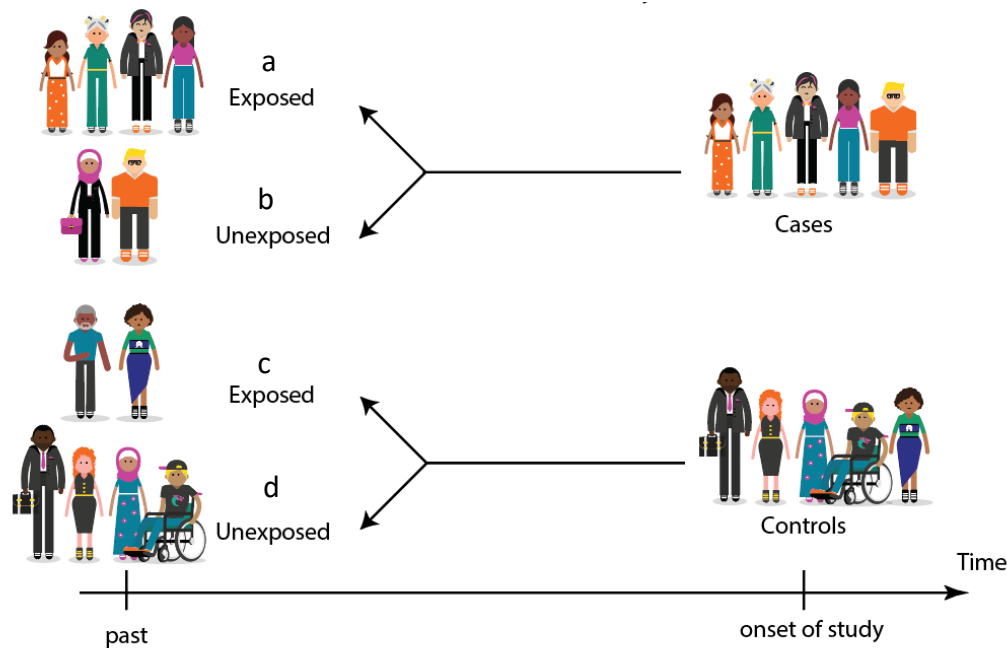 a
Exposed
b
Unexposed
Cases
c
Exposed
d
Unexposed
Controls
Time
past
onset of study